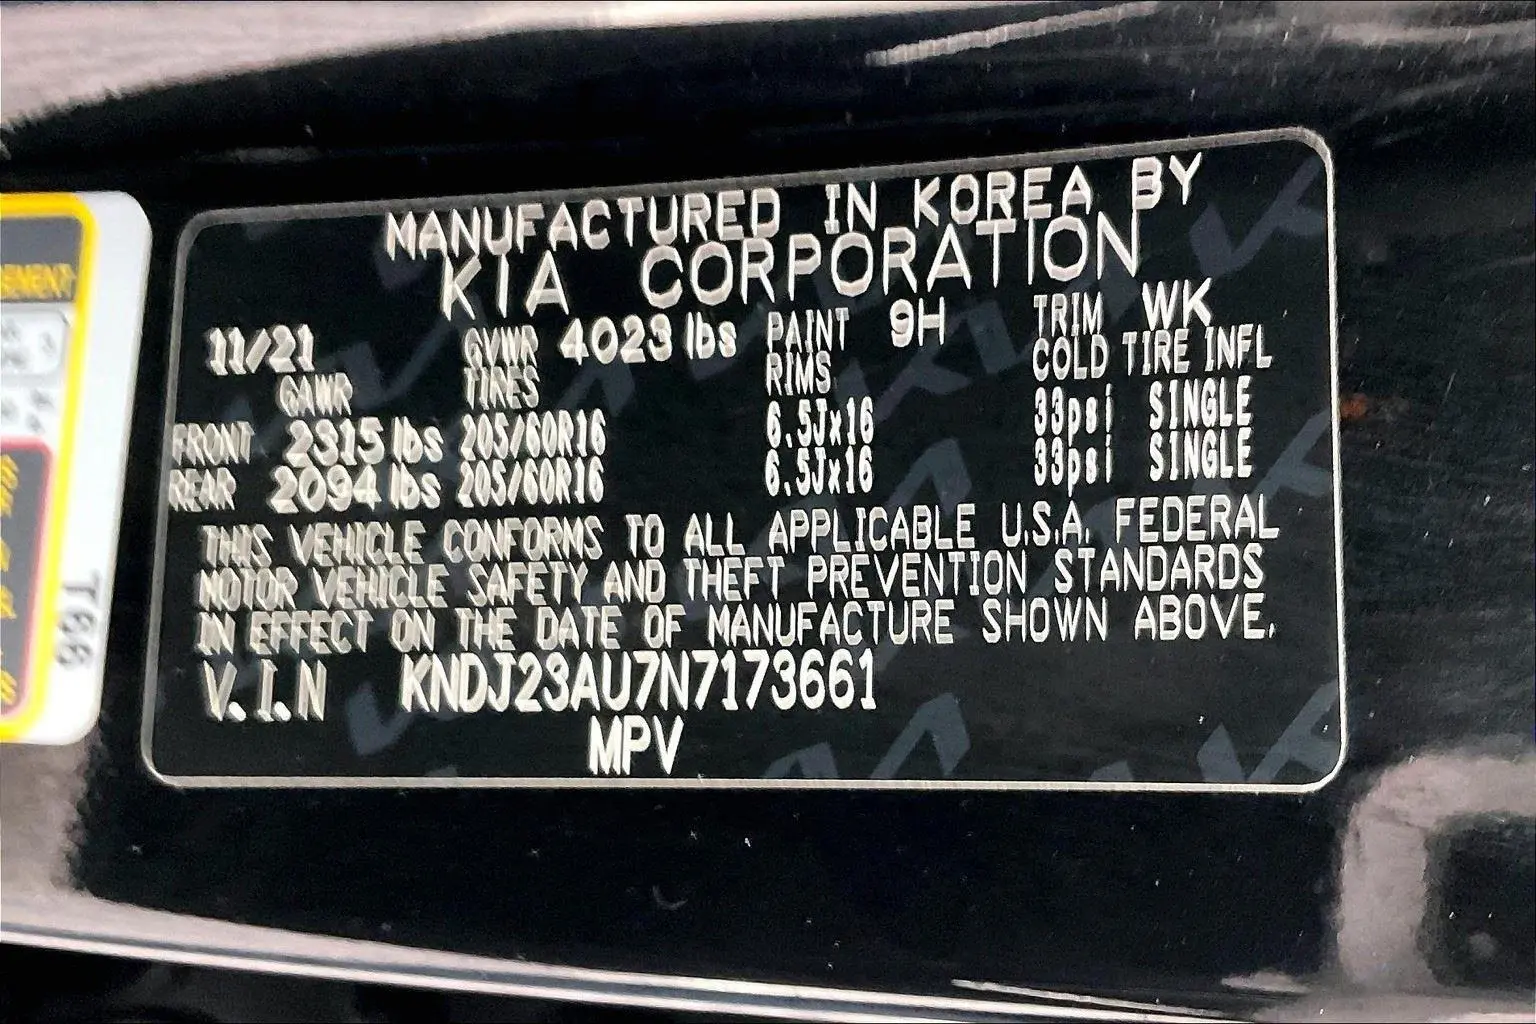 MANUFACTURED IN KOREA BY
KIA CORPORATION
11/21 GVWR 4023 lbs PAINT 9H TRIM WK
GAWR TIRES RIMS COLD TIRE INFL
FRONT 2315 lbs 205/60R16 6.5Jx16 33psi SINGLE
REAR 2094 lbs 205/60R16 6.5Jx16 33psi SINGLE
THIS VEHICLE CONFORMS TO ALL APPLICABLE U.S.A. FEDERAL
MOTOR VEHICLE SAFETY AND THEFT PREVENTION STANDARDS
IN EFFECT ON THE DATE OF MANUFACTURE SHOWN ABOVE.
V.I.N KNDJ23AU7N7173661
MPV